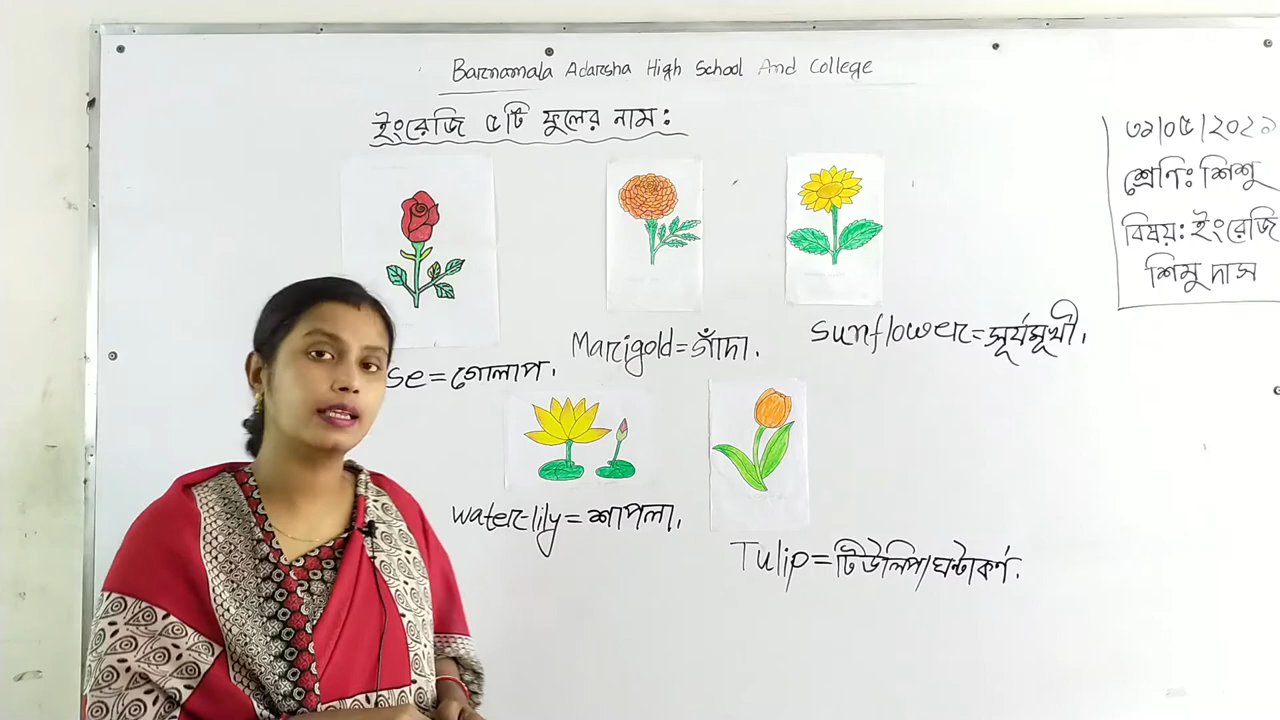 Barnamala Adarsha High School And College
ইংরেজি ৫টি ফুলের নাম:
৩১/০৫/২০২১
শ্রেণি: শিশু
বিষয়: ইংরেজি
শিমু দাস
se = গোলাপ.
Marigold = গাঁদা.
Sunflower = সূর্যমূখী.
water-lily = শাপলা.
Tulip = টিউলিপ/ঘন্টাকর্ণ.